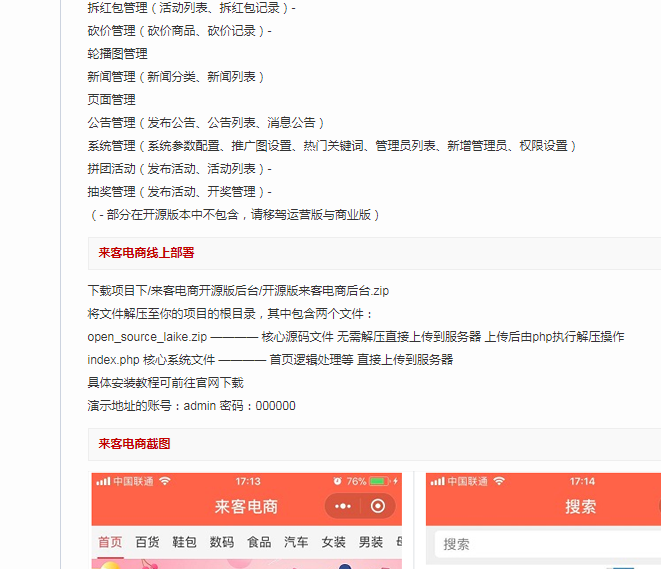 拆红包管理（活动列表、拆红包记录）-
砍价管理（砍价商品、砍价记录）-
轮播图管理
新闻管理（新闻分类、新闻列表）
页面管理
公告管理（发布公告、公告列表、消息公告）
系统管理（系统参数配置、推广图设置、热门关键词、管理员列表、新增管理员、权限设置）
拼团活动（发布活动、活动列表）-
抽奖管理（发布活动、开奖管理）-
（- 部分在开源版本中不包含，请移驾运营版与商业版）
来客电商线上部署
下载项目下/来客电商开源版后台/开源版来客电商后台.zip
将文件解压至你的项目的根目录，其中包含两个文件：
open_source_laike.zip ———— 核心源码文件 无需解压直接上传到服务器 上传后由php执行解压操作
index.php 核心系统文件 ———— 首页逻辑处理等 直接上传到服务器
具体安装教程可前往官网下载
演示地址的账号：admin 密码：000000
来客电商截图
中国联通 17:13 76%
来客电商
首页 百货 鞋包 数码 食品 汽车 女装 男装
中国联通 17:14
搜索
搜索